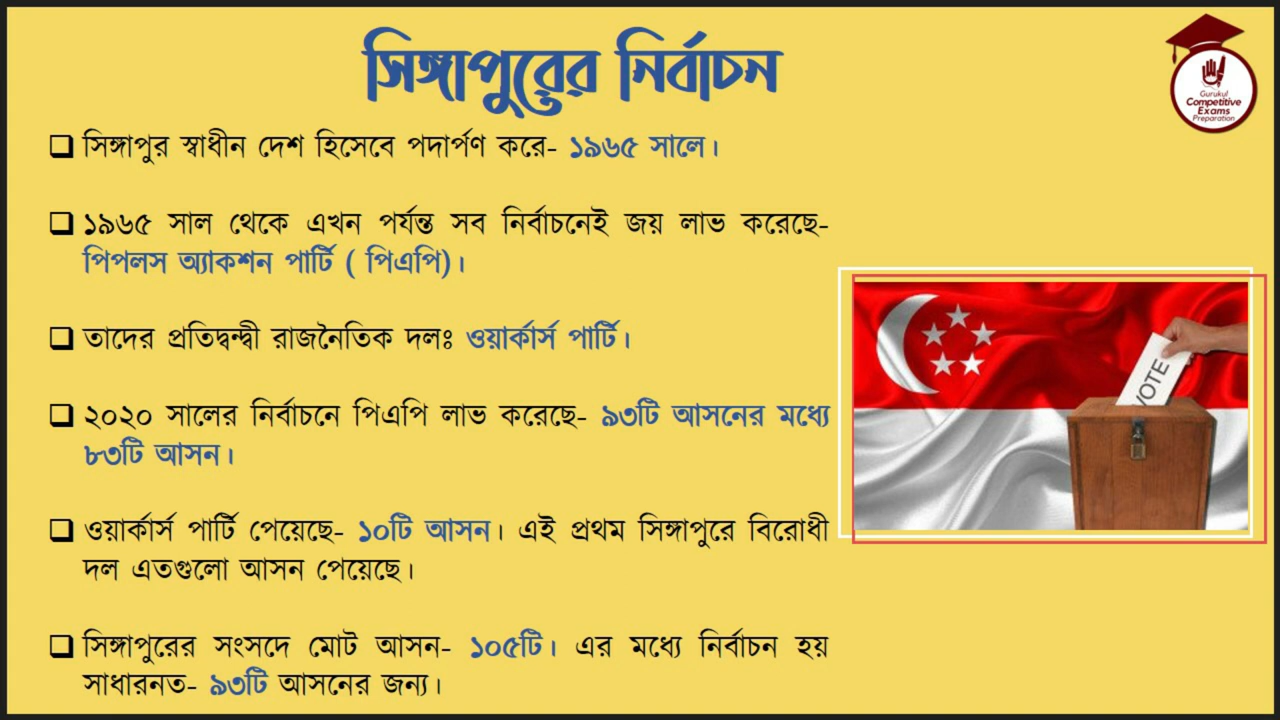 সিঙ্গাপুরের নির্বাচন
Gurukul
Competitive
Exams
Preparation
সিঙ্গাপুর স্বাধীন দেশ হিসেবে পদার্পণ করে- ১৯৬৫ সালে।
১৯৬৫ সাল থেকে এখন পর্যন্ত সব নির্বাচনেই জয় লাভ করেছে-
পিপলস অ্যাকশন পার্টি ( পিএপি)।
তাদের প্রতিদ্বন্দ্বী রাজনৈতিক দলঃ ওয়ার্কার্স পার্টি।
২০২০ সালের নির্বাচনে পিএপি লাভ করেছে- ৯৩টি আসনের মধ্যে
৮৩টি আসন।
ওয়ার্কার্স পার্টি পেয়েছে- ১০টি আসন। এই প্রথম সিঙ্গাপুরে বিরোধী
দল এতগুলো আসন পেয়েছে।
সিঙ্গাপুরের সংসদে মোট আসন- ১০৫টি। এর মধ্যে নির্বাচন হয়
সাধারনত- ৯৩টি আসনের জন্য।
VOTE